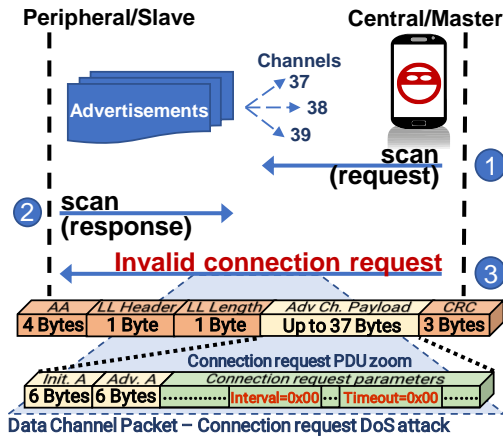 Peripheral/Slave
Central/Master
Channels
37
Advertisements
38
39
scan
(request)
1
2
scan
(response)
3
Invalid connection request
AA
LL Header
LL Length
Adv Ch. Payload
CRC
4 Bytes
1 Byte
1 Byte
Up to 37 Bytes
3 Bytes
Connection request PDU zoom
Init. A
Adv. A
Connection request parameters
6 Bytes
6 Bytes
Interval=0x00
Timeout=0x00
Data Channel Packet – Connection request DoS attack